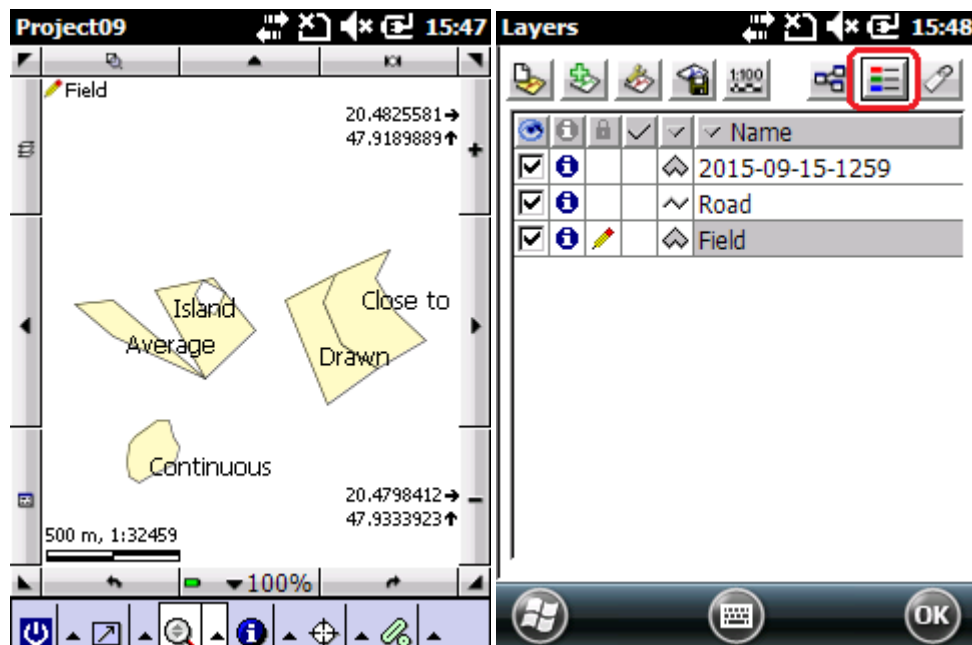 Project09 15:47
Field
20.4825581
47.9189889
Island
Close to
Average
Drawn
Continuous
20.4798412
47.9333923
500 m, 1:32459
100%
Layers 15:48
1:100
Name
2015-09-15-1259
Road
Field
OK